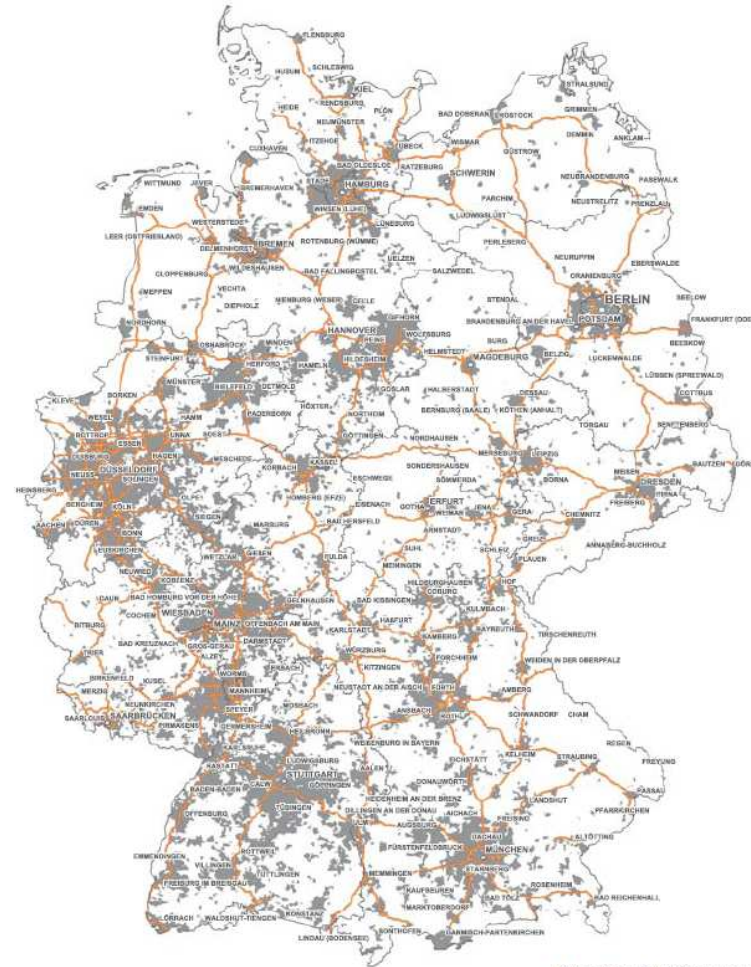 FLENSBURG
SCHLESWIG
HUSUM
KIEL
STRALSUND
RENDSBURG
HEIDE
PLÖN
GRIMMEN
BAD DOBERAN
ROSTOCK
NEUMÜNSTER
DEMMIN
ANKLAM
ITZEHOE
CUXHAVEN
WISMAR
GÜSTROW
BAD OLDESLOE
RATZEBURG
SCHWERIN
PASEWALK
WITTMUND
JEVER
STADE
HAMBURG
NEUBRANDENBURG
BREMERHAVEN
PARCHIM
NEUSTRELITZ
PRENZLAU
EMDEN
WINSEN (LUHE)
LUDWIGSLUST
WESTERSTEDE
LÜNEBURG
LEER (OSTFRIESLAND)
DELMENHORST
BREMEN
ROTENBURG (WÜMME)
PERLEBERG
NEURUPPIN
EBERSWALDE
UELZEN
CLOPPENBURG
WILDESHAUSEN
BAD FALLINGBOSTEL
SALZWEDEL
ORANIENBURG
MEPPEN
VECHTA
DIEPHOLZ
NIENBURG (WESER)
CELLE
STENDAL
BERLIN
SEELOW
NORDHORN
GIFHORN
POTSDAM
HANNOVER
WOLFSBURG
BRANDENBURG AN DER HAVEL
FRANKFURT (ODE
OSNABRÜCK
MINDEN
PEINE
BURG
BEESKOW
STEINFURT
HERFORD
HILDESHEIM
HELMSTEDT
BELZIG
HAMELN
MAGDEBURG
LUCKENWALDE
MÜNSTER
BIELEFELD
DETMOLD
GOSLAR
HALBERSTADT
DESSAU
LÜBBEN (SPREEWALD)
KLEVE
BORKEN
COTTBUS
WESEL
HAMM
PADERBORN
HÖXTER
NORTHEIM
BERNBURG (SAALE)
KÖTHEN (ANHALT)
TORGAU
BOTTROP
ESSEN
UNNA
SOEST
GÖTTINGEN
NORDHAUSEN
SENFTENBERG
DUISBURG
HAGEN
MESCHEDE
KASSEL
MERSEBURG
LEIPZIG
DÜSSELDORF
NEUSS
SOLINGEN
KORBACH
SONDERSHAUSEN
MEISEN
BAUTZEN
ESCHWEGE
SÖMMERDA
BORNA
DRESDEN
HEINSBERG
BERGHEIM
KÖLN
OLPE
HOMBERG (EFZE)
EISENACH
ERFURT
GOTHA
WEIMAR
JENA
GERA
PIRNA
FREIBERG
AACHEN
DÜREN
SIEGEN
MARBURG
BAD HERSFELD
ARNSTADT
CHEMNITZ
BONN
GREIZ
EUSKIRCHEN
WETZLAR
GIEßEN
SUHL
SCHLEIZ
ANNABERG-BUCHHOLZ
NEUWIED
FULDA
MEININGEN
PLAUEN
KOBLENZ
HILDBURGHAUSEN
HOF
DAUN
BAD HOMBURG VOR DER HÖHE
GELNHAUSEN
BAD KISSINGEN
COBURG
COCHEM
WIESBADEN
KULMBACH
BITBURG
MAINZ
OFFENBACH AM MAIN
HAßFURT
KARLSTADT
BAMBERG
BAYREUTH
TIRSCHENREUTH
BAD KREUZNACH
GROS-GERAU
DARMSTADT
TRIER
ALZEY
WÜRZBURG
FORCHHEIM
WEIDEN IN DER OBERPFALZ
BIRKENFELD
KUSEL
WORMS
ERBACH
KITZINGEN
MERZIG
MANNHEIM
NEUSTADT AN DER AISCH
FÜRTH
AMBERG
NEUNKIRCHEN
SPEYER
MOSBACH
SAARLOUIS
SAARBRÜCKEN
PIRMASENS
GERMERSHEIM
ANSBACH
ROTH
SCHWANDORF
CHAM
HEILBRONN
WEIßENBURG IN BAYERN
REGEN
KARLSRUHE
EICHSTÄTT
KELHEIM
FREYUNG
RASTATT
LUDWIGSBURG
AALEN
STRAUBING
STUTTGART
DONAUWÖRTH
PASSAU
BADEN-BADEN
CALW
GÖPPINGEN
HEIDENHEIM AN DER BRENZ
LANDSHUT
PFARRKIRCHEN
TÜBINGEN
DILLINGEN AN DER DONAU
AICHACH
FREISING
OFFENBURG
ULM
AUGSBURG
DACHAU
ALTÖTTING
EMMENDINGEN
ROTTWEIL
FÜRSTENFELDBRUCK
MÜNCHEN
VILLINGEN
TUTTLINGEN
MEMMINGEN
STARNBERG
FREIBURG IM BREISGAU
KAUFBEUREN
ROSENHEIM
BAD TÖLZ
BAD REICHENHALL
MARKTOBERDORF
LÖRRACH
WALDSHUT-TIENGEN
KONSTANZ
SONTHOFEN
GARMISCH-PARTENKIRCHEN
LINDAU (BODENSEE)